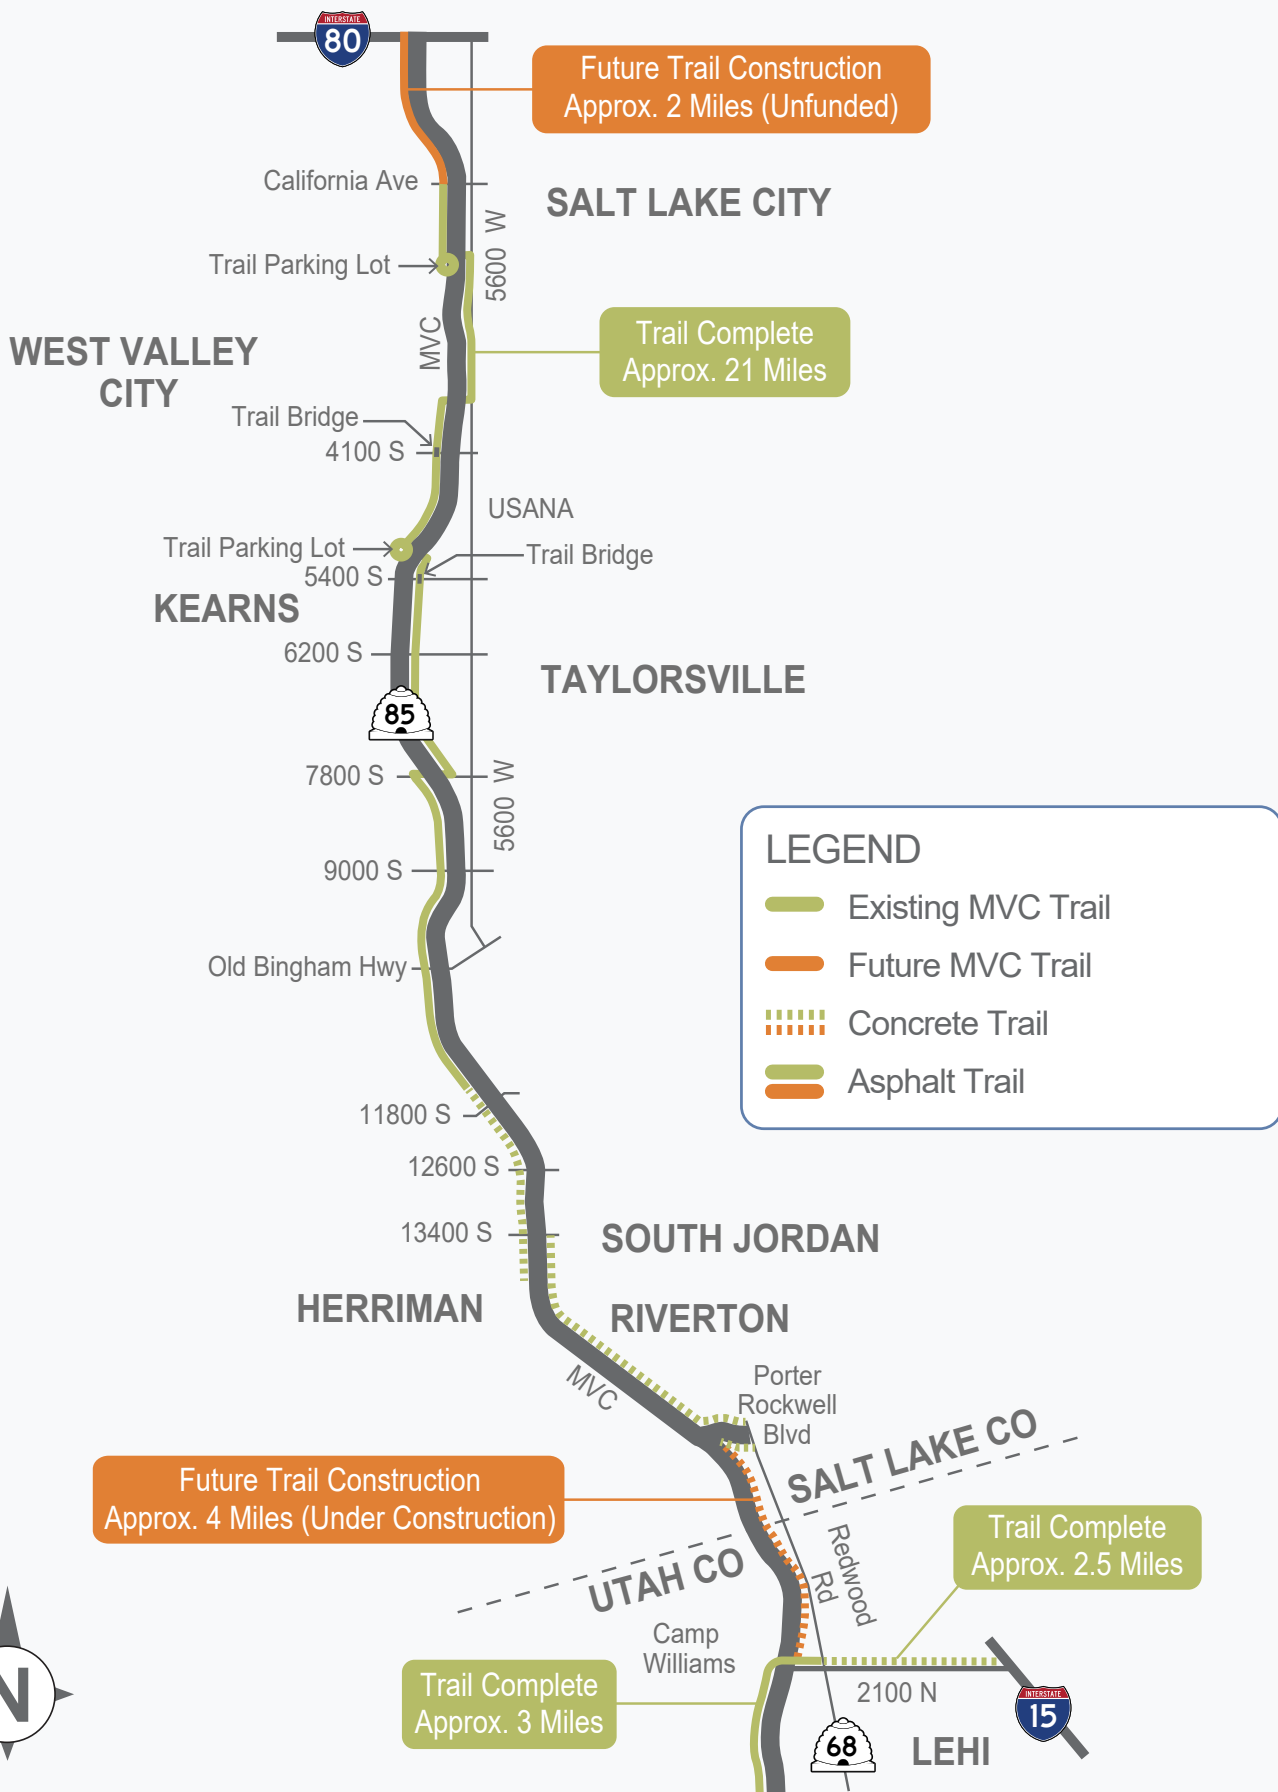 INTERSTATE
80
Future Trail Construction
Approx. 2 Miles (Unfunded)
California Ave
SALT LAKE CITY
5600 W
Trail Parking Lot
MVC
Trail Complete
Approx. 21 Miles
WEST VALLEY
CITY
Trail Bridge
4100 S
USANA
Trail Parking Lot
Trail Bridge
5400 S
KEARNS
6200 S
TAYLORSVILLE
85
7800 S
5600 W
LEGEND
Existing MVC Trail
Future MVC Trail
Concrete Trail
Asphalt Trail
9000 S
Old Bingham Hwy
11800 S
12600 S
13400 S
SOUTH JORDAN
HERRIMAN
RIVERTON
MVC
Porter
Rockwell
Blvd
SALT LAKE CO
Future Trail Construction
Approx. 4 Miles (Under Construction)
UTAH CO
Redwood
Rd
Trail Complete
Approx. 2.5 Miles
Camp
Williams
Trail Complete
Approx. 3 Miles
2100 N
INTERSTATE
15
68
LEHI
N